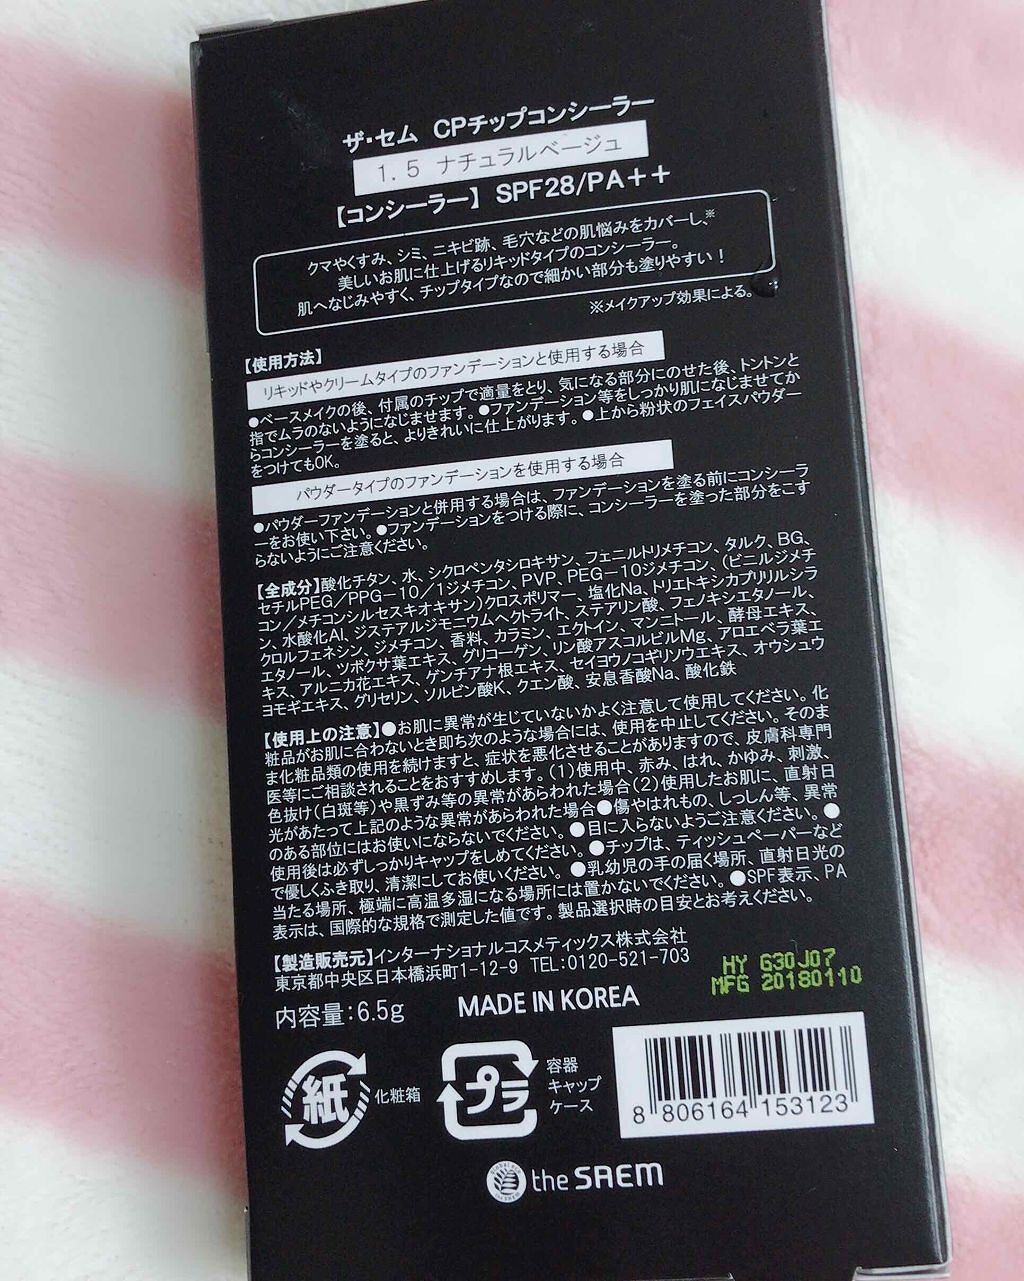 ザ・セム CPチップコンシーラー
1.5 ナチュラルベージュ
【コンシーラー】 SPF28/PA++
クマやくすみ、シミ、ニキビ跡、毛穴などの肌悩みをカバーし、※
美しいお肌に仕上げるリキッドタイプのコンシーラー。
肌へなじみやすく、チップタイプなので細かい部分も塗りやすい！
※メイクアップ効果による。
【使用方法】
リキッドやクリームタイプのファンデーションと使用する場合
●ベースメイクの後、付属のチップで適量をとり、気になる部分にのせた後、トントンと
指でムラのないようになじませます。●ファンデーション等をしっかり肌になじませてか
らコンシーラーを塗ると、よりきれいに仕上がります。●上から粉状のフェイスパウダー
をつけてもOK。
パウダータイプのファンデーションを使用する場合
●パウダーファンデーションと併用する場合は、ファンデーションを塗る前にコンシーラ
ーをお使い下さい。●ファンデーションをつける際に、コンシーラーを塗った部分をこす
らないようにご注意ください。
【全成分】酸化チタン、水、シクロペンタシロキサン、フェニルトリメチコン、タルク、BG、
セチルPEG/PPG-10/1ジメチコン、PVP、PEG-10ジメチコン、(ビニルジメチ
コン/メチコンシルセスキオキサン)クロスポリマー、塩化Na、トリエトキシカプリリルシラ
ン、水酸化Al、ジステアルジモニウムヘクトライト、ステアリン酸、フェノキシエタノール、
クロルフェネシン、ジメチコン、香料、カラミン、エクトイン、マンニトール、酵母エキス、
エタノール、ツボクサ葉エキス、グリコーゲン、リン酸アスコルビルMg、アロエベラ葉エ
キス、アルニカ花エキス、ゲンチアナ根エキス、セイヨウノコギリソウエキス、オウシュウ
ヨモギエキス、グリセリン、ソルビン酸K、クエン酸、安息香酸Na、酸化鉄
【使用上の注意】●お肌に異常が生じていないかよく注意して使用してください。化
粧品がお肌に合わないとき即ち次のような場合には、使用を中止してください。そのま
ま化粧品類の使用を続けますと、症状を悪化させることがありますので、皮膚科専門
医等にご相談されることをおすすめします。(1)使用中、赤み、はれ、かゆみ、刺激、
色抜け(白斑等)や黒ずみ等の異常があらわれた場合(2)使用したお肌に、直射日
光があたって上記のような異常があらわれた場合●傷やはれもの、しっしん等、異常
のある部位にはお使いにならないでください。●目に入らないようご注意ください。●
使用後は必ずしっかりキャップをしめてください。●チップは、ティッシュペーパーなど
で優しくふき取り、清潔にしてお使いください。●乳幼児の手の届く場所、直射日光の
当たる場所、極端に高温多湿になる場所には置かないでください。●SPF表示、PA
表示は、国際的な規格で測定した値です。製品選択時の目安とお考えください。
【製造販売元】インターナショナルコスメティックス株式会社
東京都中央区日本橋浜町1-12-9 TEL:0120-521-703
HY G30J07
MFG 20180110
内容量:6.5g MADE IN KOREA
紙 化粧箱
プラ 容器
キャップ
ケース
8 806164 153123
the SAEM